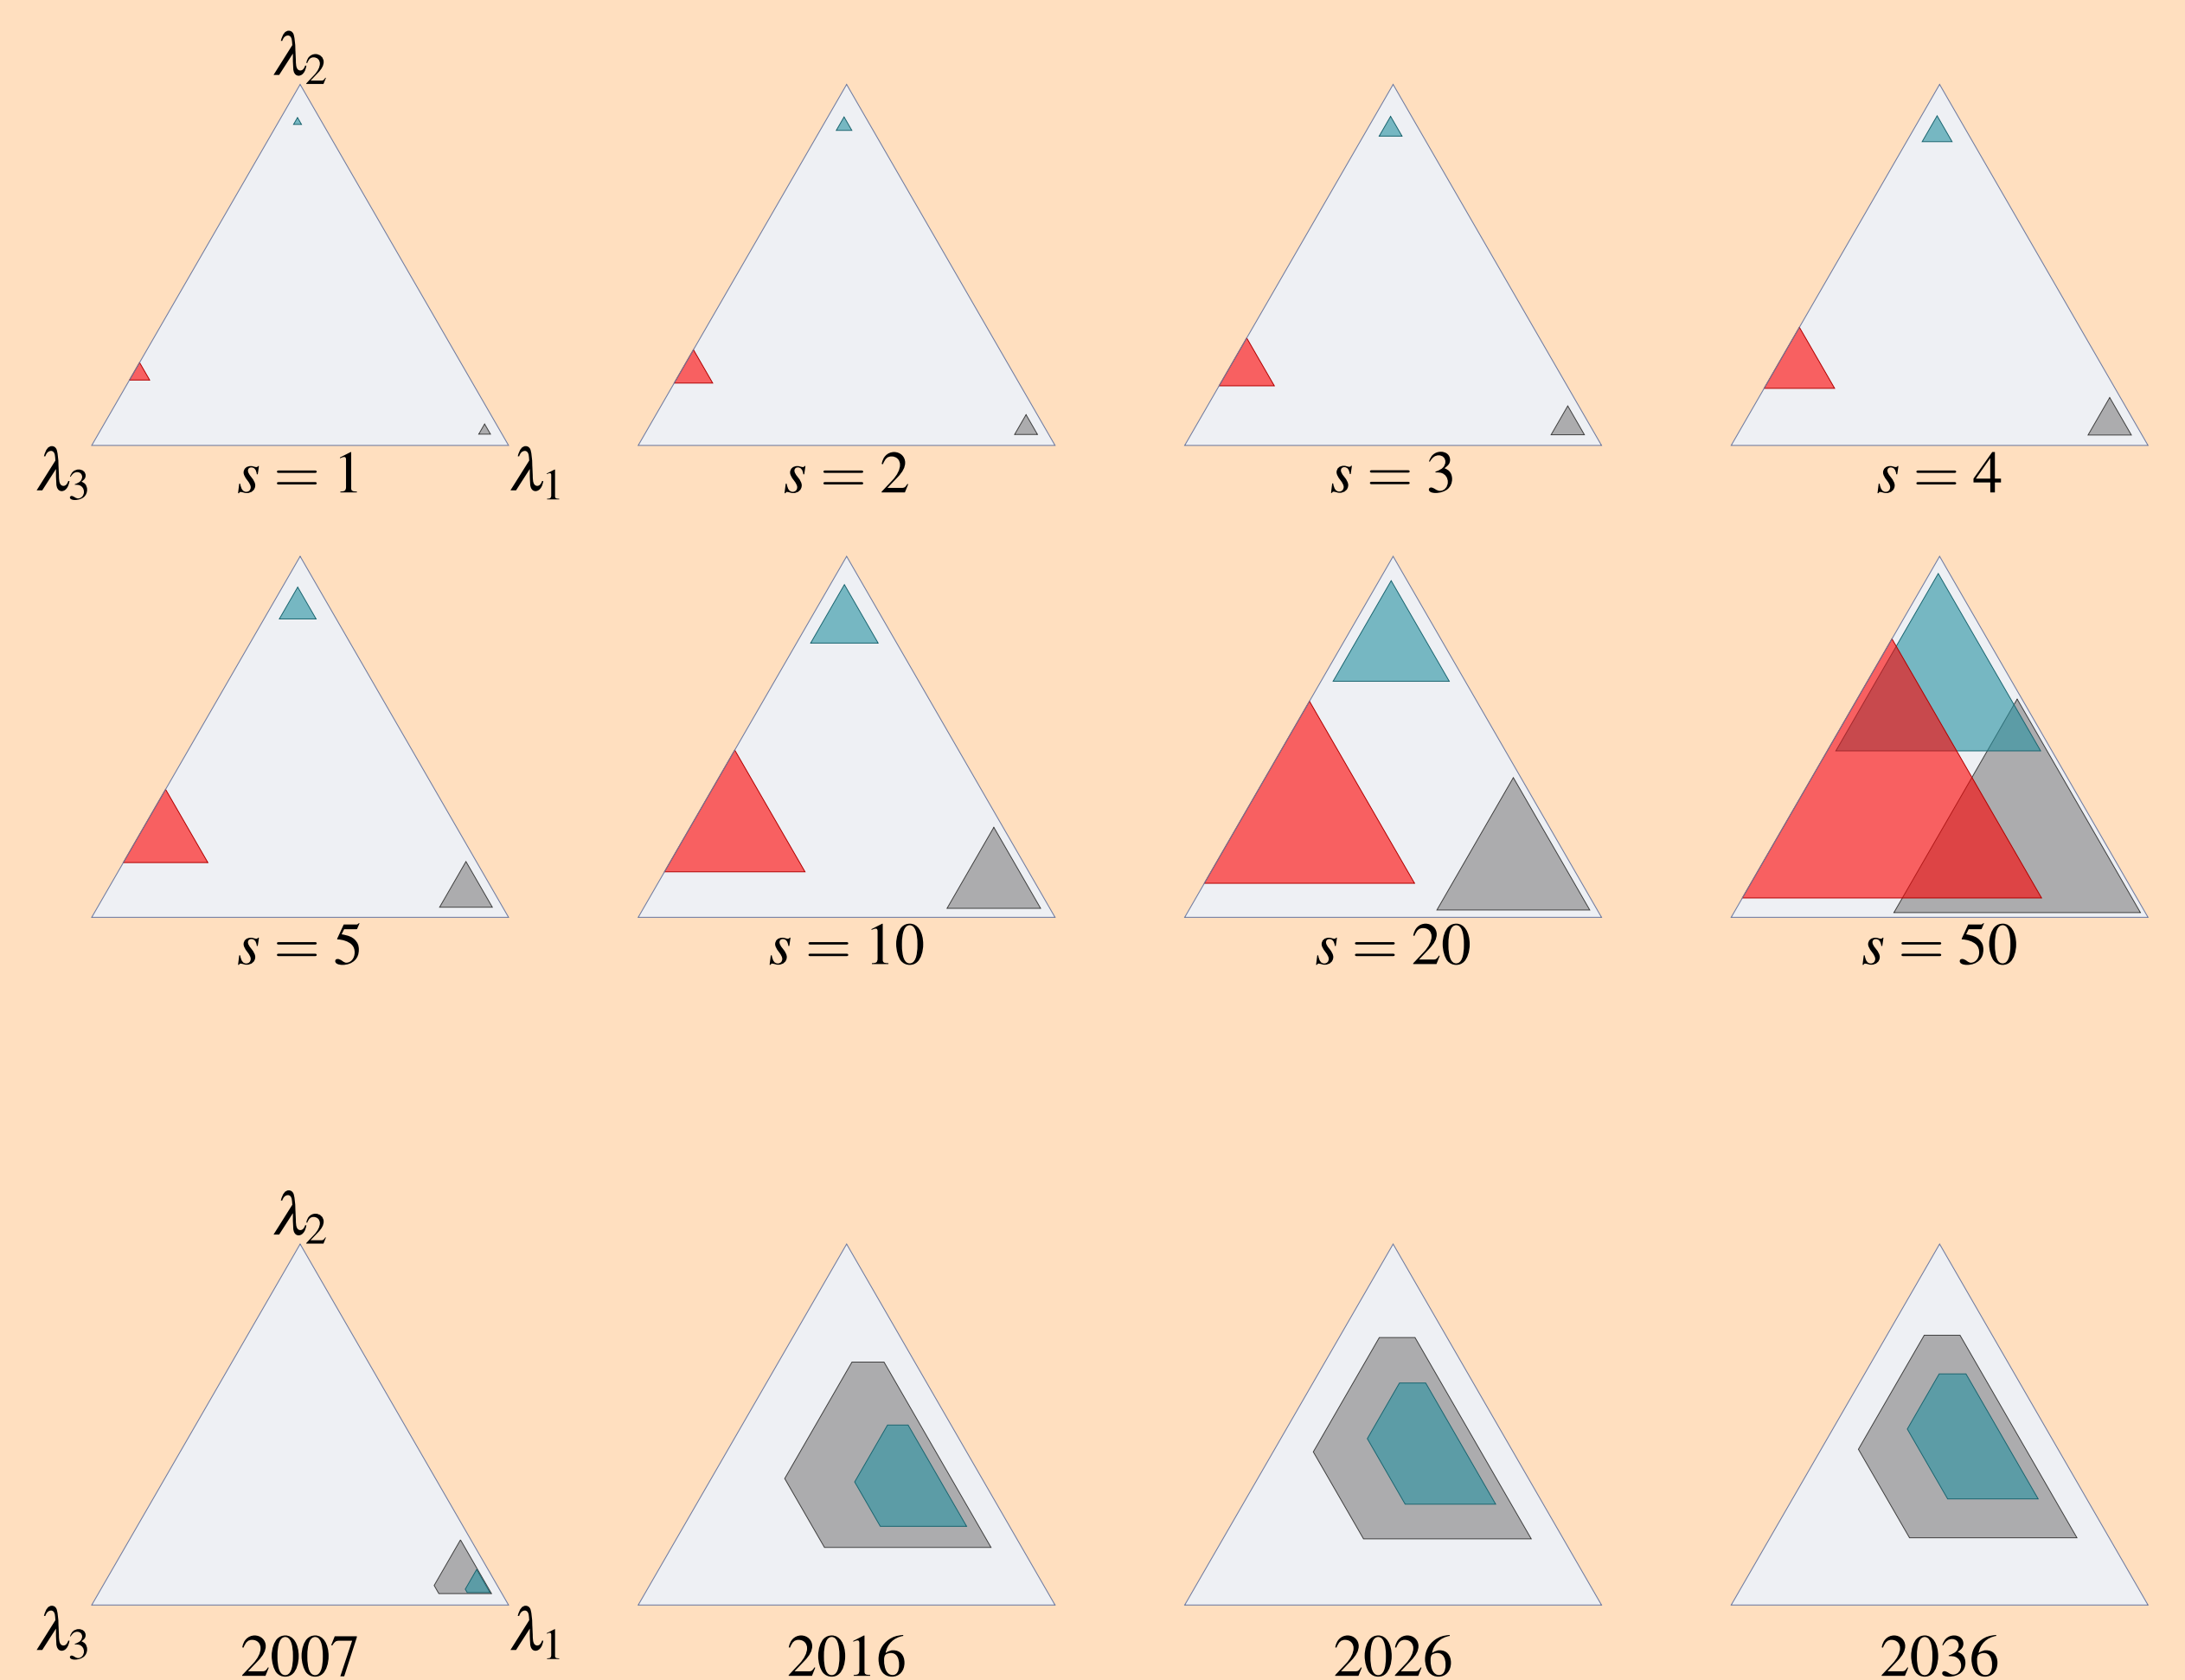 λ2
λ3 s = 1 λ1 s = 2 s = 3 s = 4
s = 5 s = 10 s = 20 s = 50
λ2
λ3 2007 λ1 2016 2026 2036